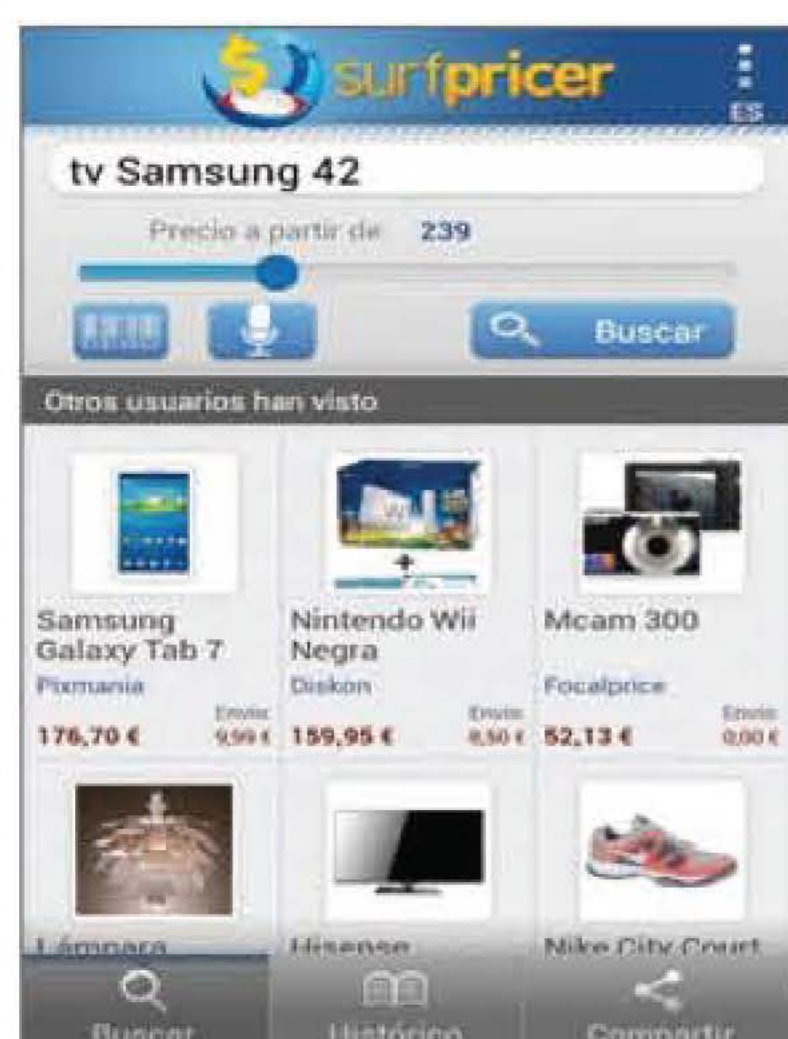 surfpricer
ES
tv Samsung 42
Precio a partir de 239
Buscar
Otros usuarios han visto
Samsung
Galaxy Tab 7
Pixmania
Envío
176,70 € 9,99 €
Nintendo Wii
Negra
Diskon
Envío
159,95 € 8,50 €
Mcam 300
Focalprice
Envío
52,13 € 0,00 €
Lámpara
Hisense
Nike City Court
Buscar
Histórico
Compartir